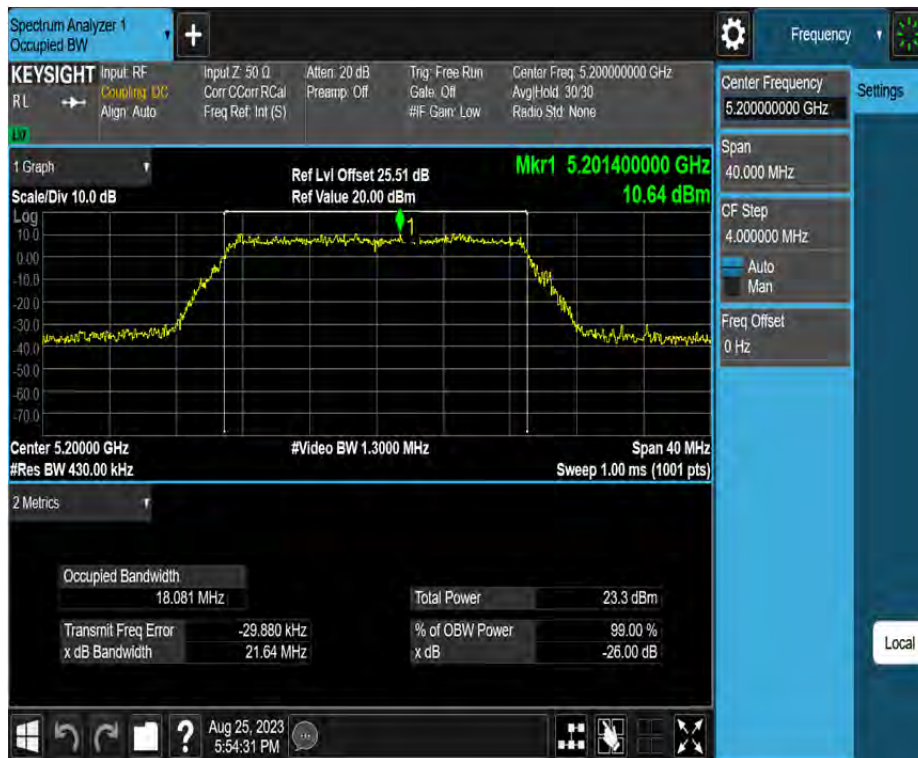 Spectrum Analyzer 1
Occupied BW
+
Frequency
KEYSIGHT
RL
LXI
Input: RF
Coupling: DC
Align: Auto
Input Z: 50 Ω
Corr CCorr RCal
Freq Ref: Int (S)
Atten: 20 dB
Preamp: Off
Trig: Free Run
Gate: Off
#IF Gain: Low
Center Freq: 5.200000000 GHz
Avg|Hold: 30/30
Radio Std: None
Center Frequency
5.200000000 GHz
Settings
Span
40.000 MHz
CF Step
4.000000 MHz
Auto
Man
Freq Offset
0 Hz
Local
1 Graph
Scale/Div 10.0 dB
Ref Lvl Offset 25.51 dB
Ref Value 20.00 dBm
Mkr1 5.201400000 GHz
10.64 dBm
Log
10.0
0.00
-10.0
-20.0
-30.0
-40.0
-50.0
-60.0
-70.0
1
Center 5.20000 GHz
#Video BW 1.3000 MHz
Span 40 MHz
#Res BW 430.00 kHz
Sweep 1.00 ms (1001 pts)
2 Metrics
Occupied Bandwidth
18.081 MHz
Total Power 23.3 dBm
Transmit Freq Error -29.880 kHz
% of OBW Power 99.00 %
x dB Bandwidth 21.64 MHz
x dB -26.00 dB
?
Aug 25, 2023
5:54:31 PM